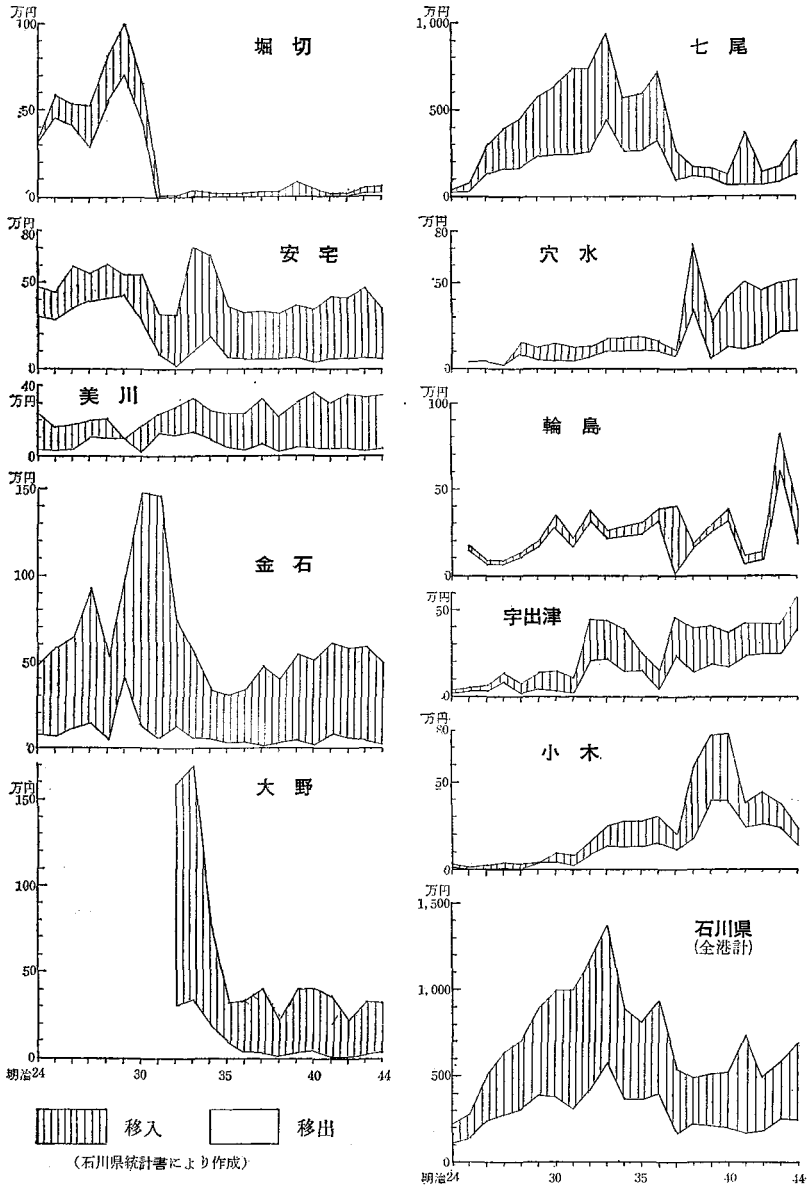 万円
100
50
0
堀切
万円
80
50
0
安宅
40
万円
0
美川
万円
150
100
50
0
金石
万円
150
100
50
0
大野
明治24 30 35 40 44
移入 移出
(石川県統計書により作成)
万円
1,000
500
0
七尾
万円
80
50
0
穴水
万円
100
50
0
輪島
万円
50
0
宇出津
万円
80
50
0
小木
万円
1,500
1,000
500
0
石川県
(全港計)
明治24 30 35 40 44